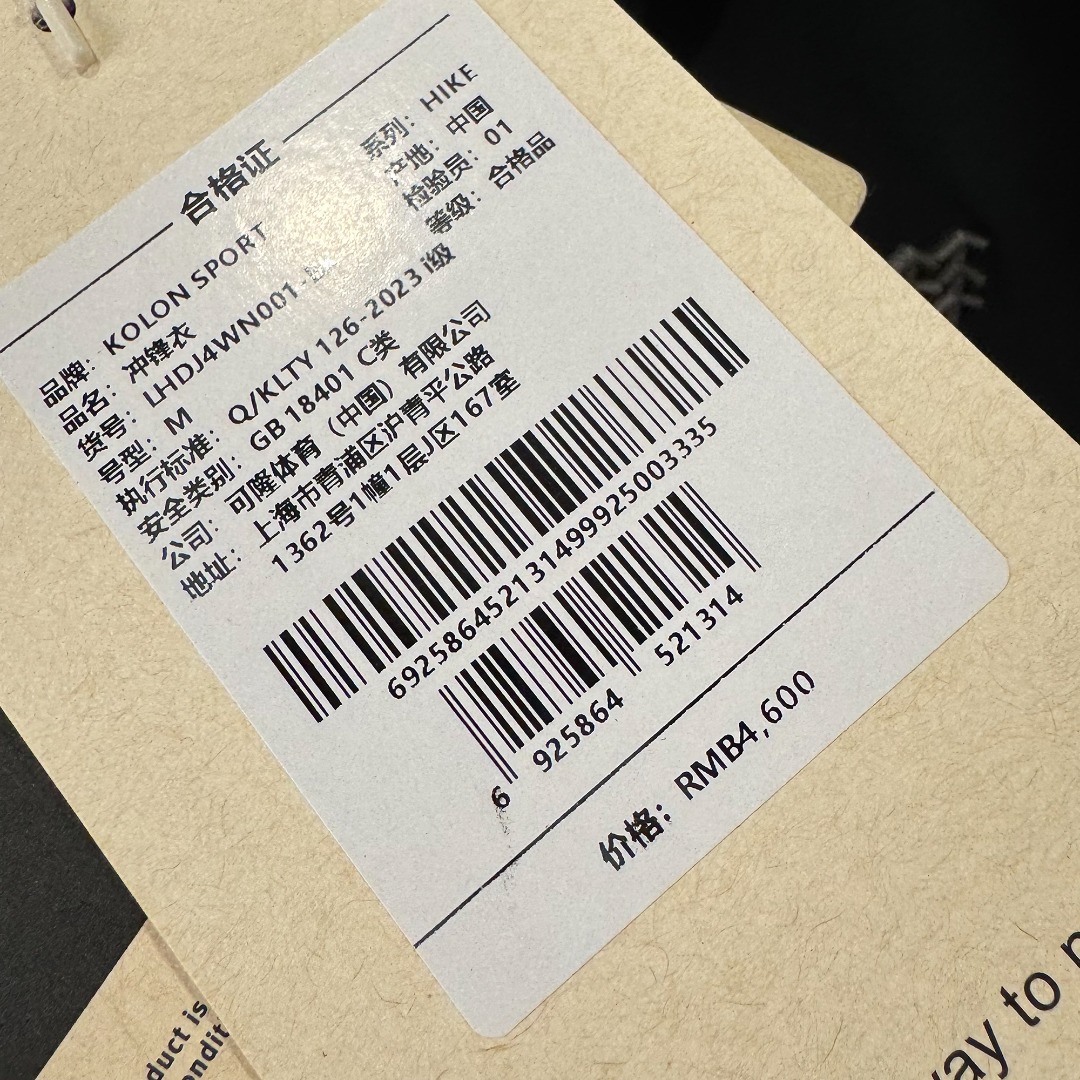 合格证
品牌：KOLON SPORT
系列：HIKE
品名：冲锋衣
产地：中国
货号：LHDJ4WN001-
检验员：01
号型：M
等级：合格品
执行标准：Q/KLTY 126-2023 I级
安全类别：GB 18401 C类
公司：可隆体育（中国）有限公司
地址：上海市青浦区沪青平公路
1362号1幢1层J区167室
692586452131499925003335
6 925864 521314
价格：RMB4,600
way to
duct is